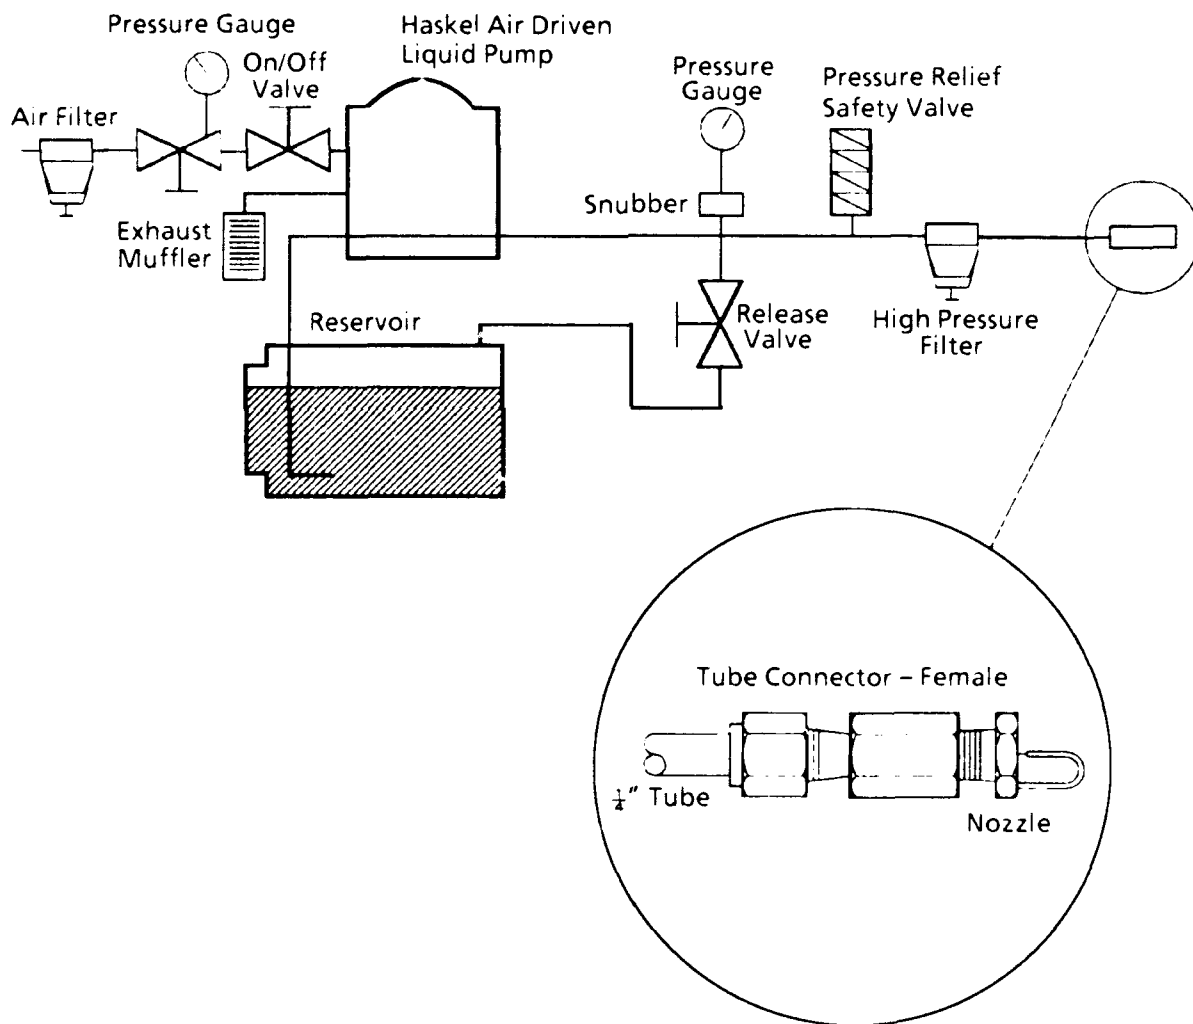 Pressure Gauge
Haskel Air Driven
Liquid Pump
On/Off
Valve
Air Filter
Exhaust
Muffler
Pressure
Gauge
Pressure Relief
Safety Valve
Snubber
Release
Valve
High Pressure
Filter
Reservoir
Tube Connector – Female
¼" Tube
Nozzle